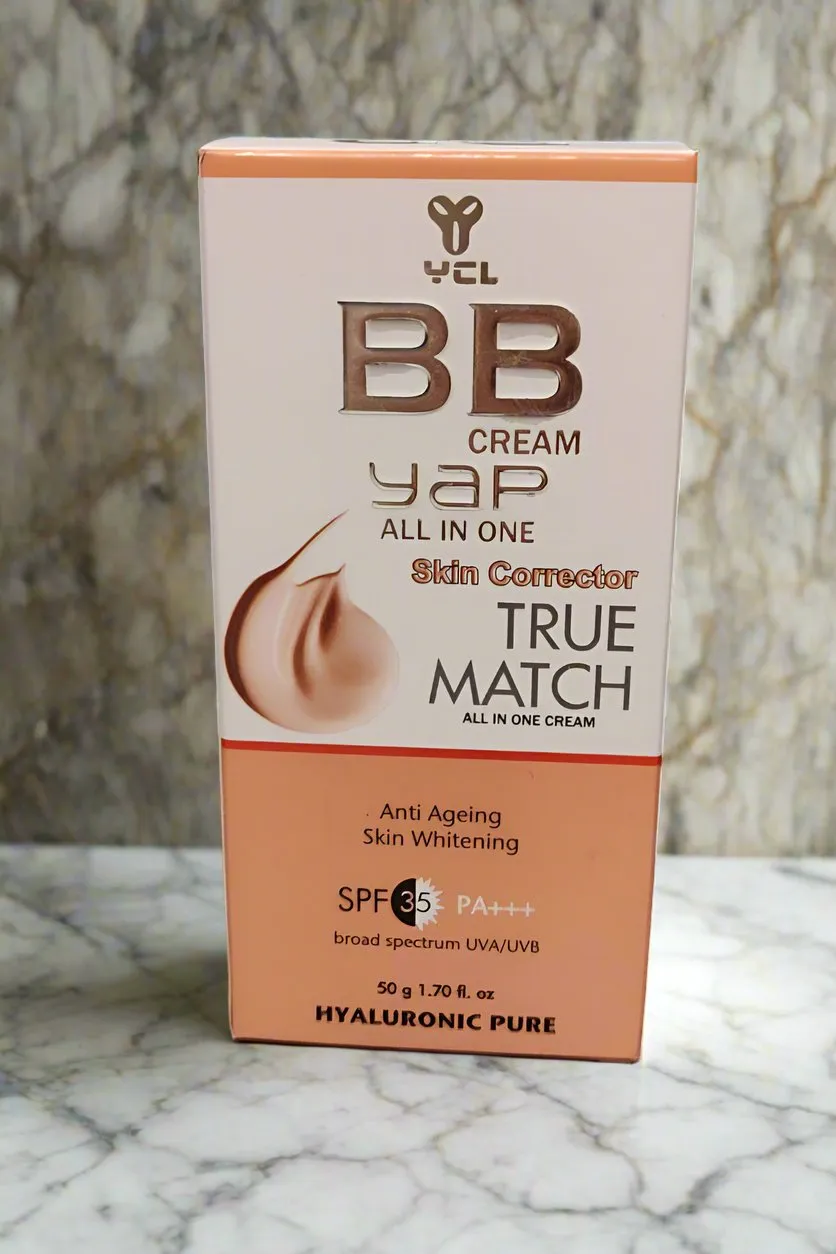 YCL
BB
CREAM
yap
ALL IN ONE
Skin Corrector
TRUE
MATCH
ALL IN ONE CREAM
Anti Ageing
Skin Whitening
SPF 35 PA+++
broad spectrum UVA/UVB
50 g 1.70 fl. oz
HYALURONIC PURE